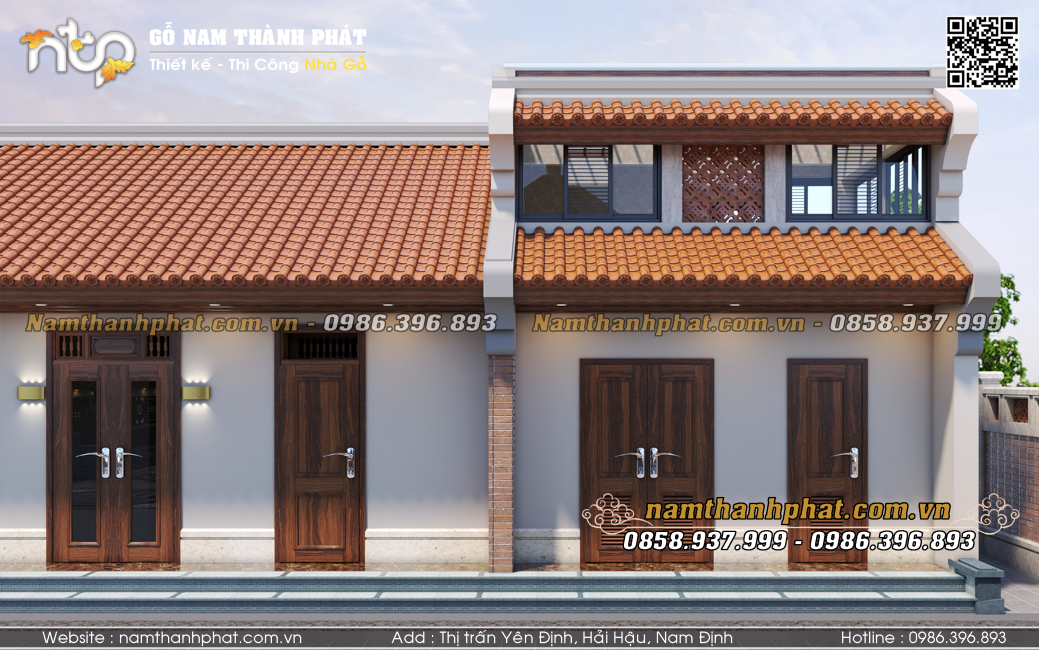 ntp
GỖ NAM THÀNH PHÁT
Thiết kế - Thi Công Nhà Gỗ
Namthanhphat.com.vn - 0986.396.893
Namthanhphat.com.vn - 0858.937.999
namthanhphat.com.vn
0858.937.999 - 0986.396.893
Website : namthanhphat.com.vn
Add : Thị trấn Yên Định, Hải Hậu, Nam Định
Hotline : 0986.396.893